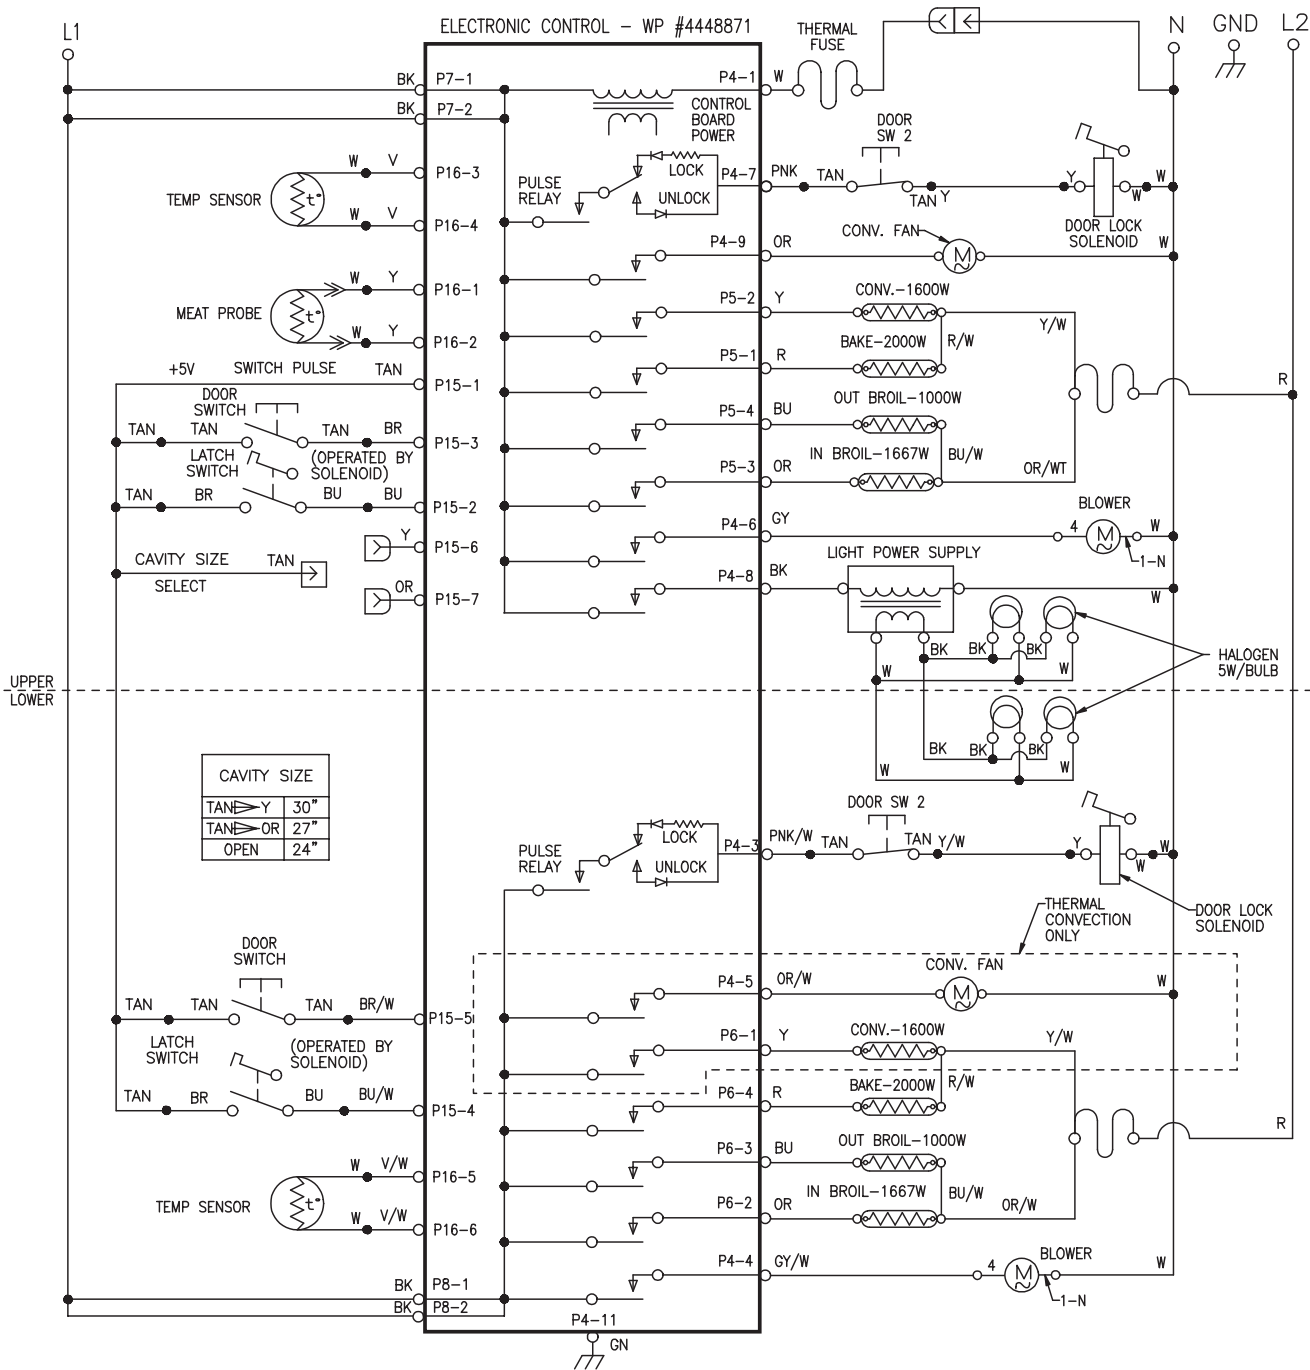 ELECTRONIC CONTROL - WP #4448871
L1
N
GND
L2
THERMAL
FUSE
BK
P7-1
P4-1
W
BK
P7-2
CONTROL
BOARD
POWER
DOOR
SW 2
W
V
P16-3
TEMP SENSOR
t°
W
V
P16-4
PULSE
RELAY
LOCK
UNLOCK
P4-7
PNK
TAN
TAN
Y
Y
W
W
DOOR LOCK
SOLENOID
P4-9
OR
CONV. FAN
M
W
W
Y
P16-1
MEAT PROBE
t°
W
Y
P16-2
P5-2
Y
CONV.-1600W
Y/W
BAKE-2000W
R/W
P5-1
R
R
+5V
SWITCH PULSE
TAN
P15-1
DOOR
SWITCH
TAN
TAN
TAN
BR
P15-3
P5-4
BU
OUT BROIL-1000W
LATCH
SWITCH
(OPERATED BY
SOLENOID)
IN BROIL-1667W
BU/W
P5-3
OR
OR/WT
TAN
BR
BU
BU
P15-2
P4-6
GY
4
M
BLOWER
W
1-N
Y
P15-6
CAVITY SIZE
SELECT
TAN
OR
P15-7
P4-8
BK
LIGHT POWER SUPPLY
W
BK
BK
BK
W
W
HALOGEN
5W/BULB
UPPER
LOWER
BK
BK
BK
W
W
CAVITY SIZE
TAN Y 30"
TAN OR 27"
OPEN 24"
PULSE
RELAY
LOCK
UNLOCK
P4-3
PNK/W
TAN
DOOR SW 2
TAN
Y/W
Y
W
W
DOOR LOCK
SOLENOID
THERMAL
CONVECTION
ONLY
DOOR
SWITCH
TAN
TAN
TAN
BR/W
P15-5
P4-5
OR/W
CONV. FAN
M
W
LATCH
SWITCH
(OPERATED BY
SOLENOID)
P6-1
Y
CONV.-1600W
Y/W
TAN
BR
BU
BU/W
P15-4
P6-4
R
BAKE-2000W
R/W
R
P6-3
BU
OUT BROIL-1000W
W
V/W
P16-5
TEMP SENSOR
t°
W
V/W
P16-6
P6-2
OR
IN BROIL-1667W
BU/W
OR/W
P4-4
GY/W
4
M
BLOWER
W
1-N
BK
P8-1
BK
P8-2
P4-11
GN